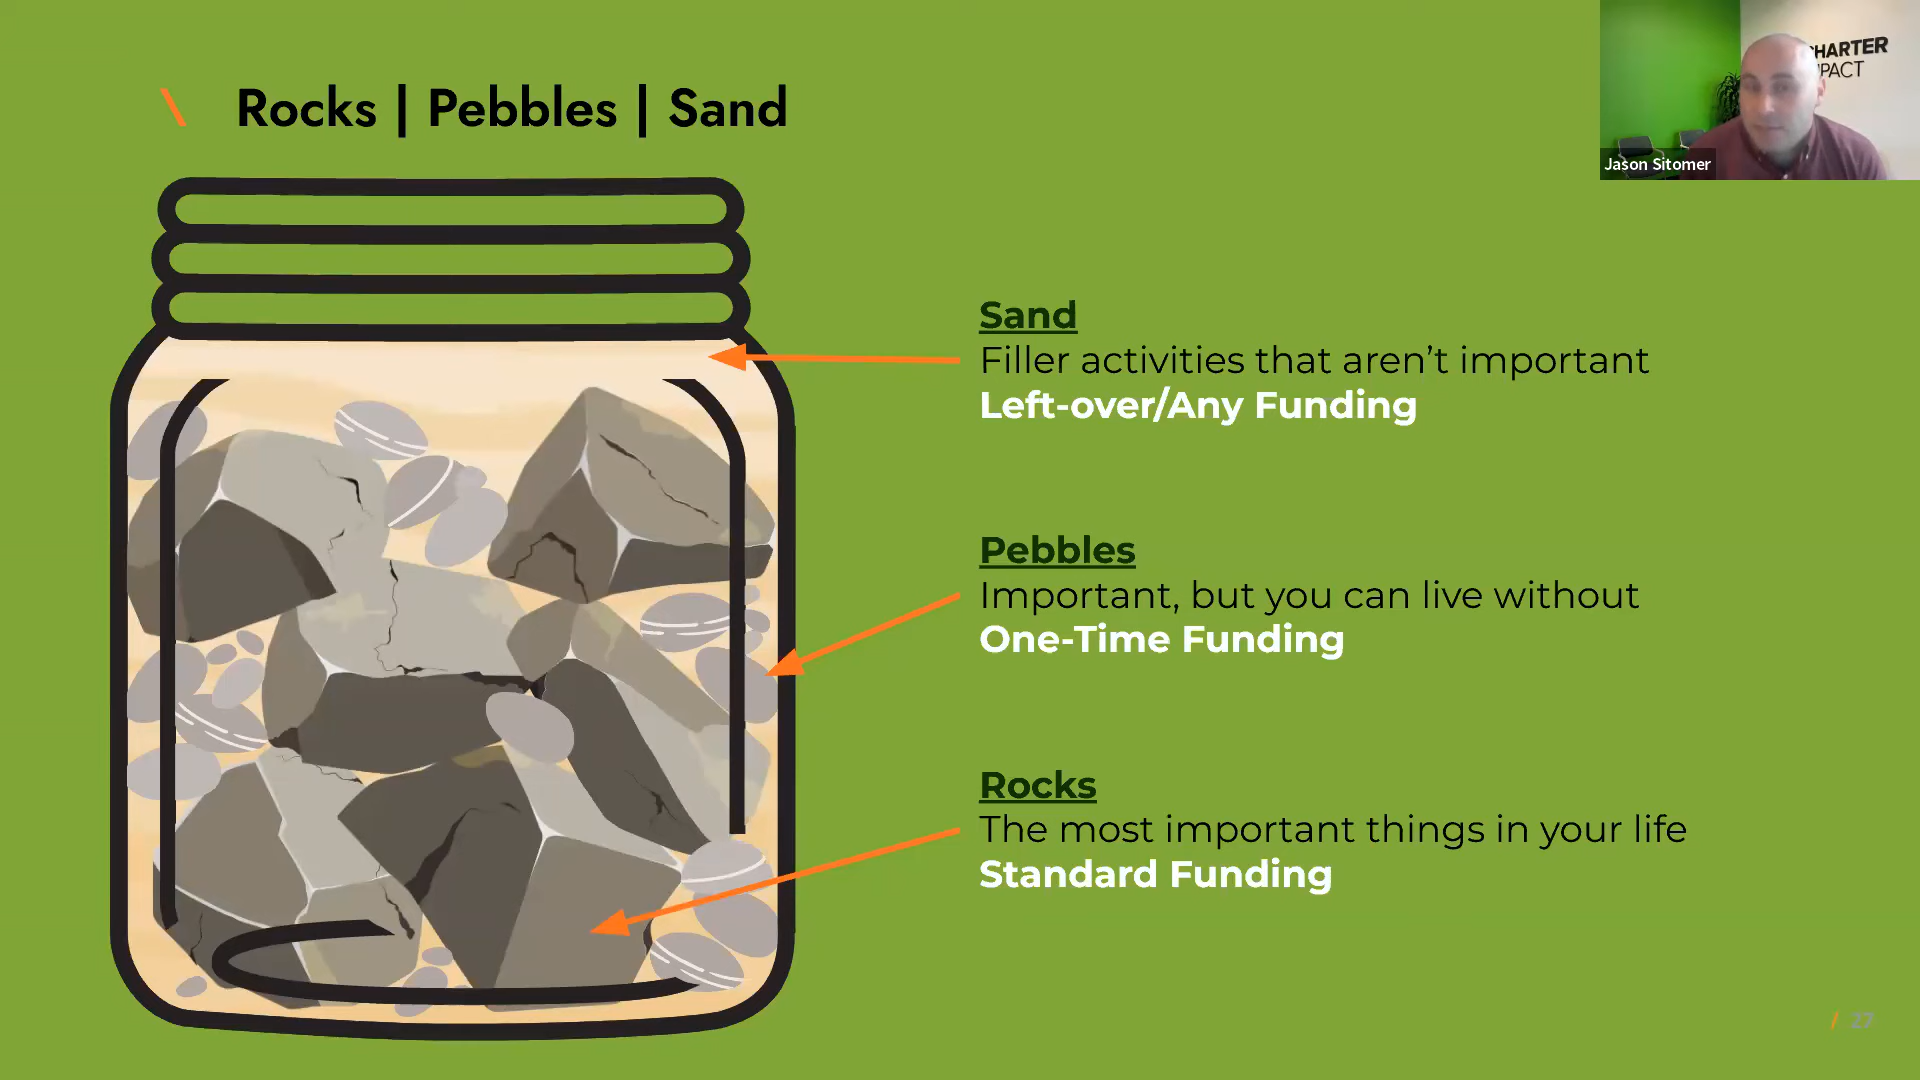 Rocks | Pebbles | Sand
HARTER
PACT
Jason Sitomer
Sand
Filler activities that aren’t important
Left-over/Any Funding
Pebbles
Important, but you can live without
One-Time Funding
Rocks
The most important things in your life
Standard Funding
/ 27